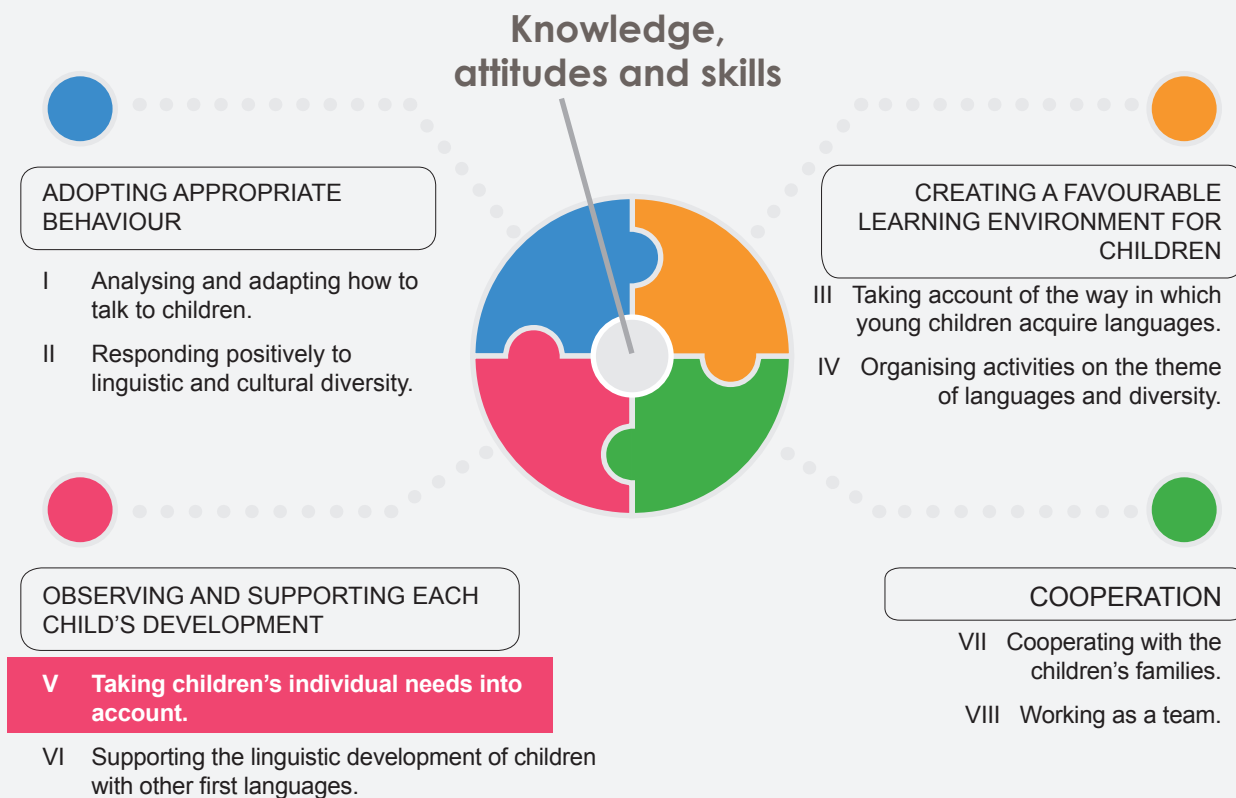 Knowledge,
attitudes and skills
ADOPTING APPROPRIATE
BEHAVIOUR
I Analysing and adapting how to
talk to children.
II Responding positively to
linguistic and cultural diversity.
CREATING A FAVOURABLE
LEARNING ENVIRONMENT FOR
CHILDREN
III Taking account of the way in which
young children acquire languages.
IV Organising activities on the theme
of languages and diversity.
OBSERVING AND SUPPORTING EACH
CHILD'S DEVELOPMENT
V Taking children's individual needs into
account.
VI Supporting the linguistic development of children
with other first languages.
COOPERATION
VII Cooperating with the
children's families.
VIII Working as a team.